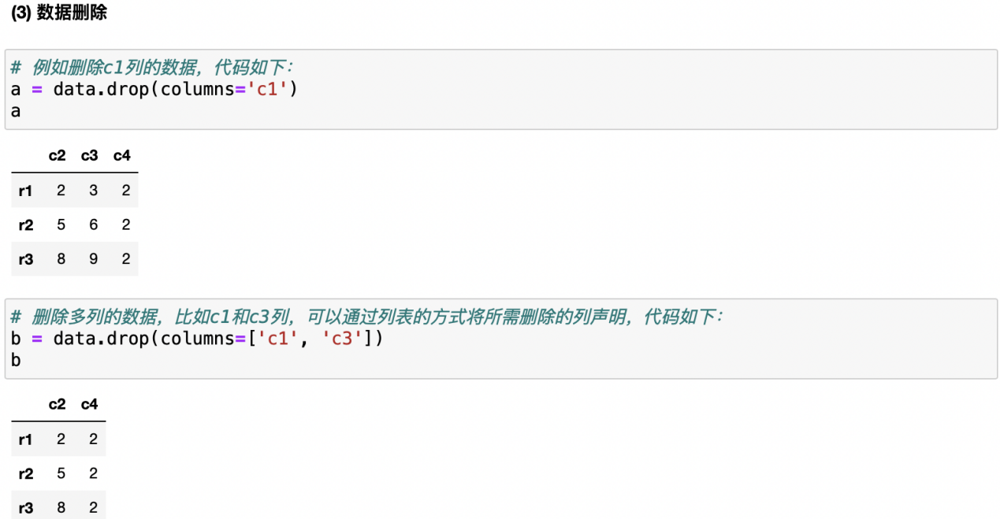 (3) 数据删除
# 例如删除c1列的数据，代码如下：
a = data.drop(columns='c1')
a
c2 c3 c4
r1 2 3 2
r2 5 6 2
r3 8 9 2
# 删除多列的数据，比如c1和c3列，可以通过列表的方式将所需删除的列声明，代码如下：
b = data.drop(columns=['c1', 'c3'])
b
c2 c4
r1 2 2
r2 5 2
r3 8 2